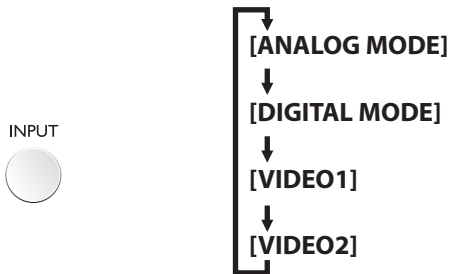 [ANALOG MODE]
[DIGITAL MODE]
INPUT
[VIDEO1]
[VIDEO2]